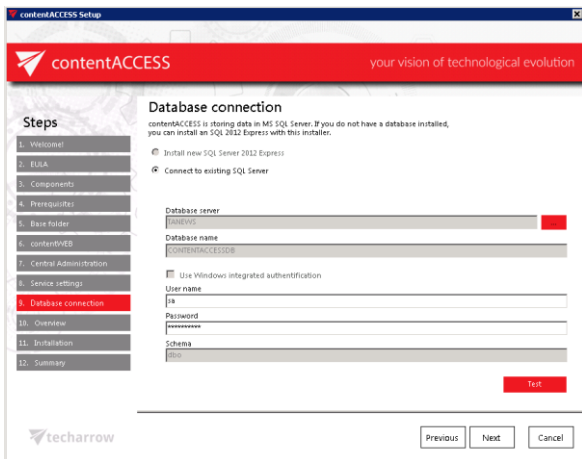 contentACCESS Setup
contentACCESS
your vision of technological evolution
Steps
1. Welcome!
2. EULA
3. Components
4. Prerequisites
5. Base folder
6. contentWEB
7. Central Administration
8. Service settings
9. Database connection
10. Overview
11. Installation
12. Summary
Database connection
contentACCESS is storing data in MS SQL Server. If you do not have a database installed,
you can install an SQL 2012 Express with this installer.
Install new SQL Server 2012 Express
Connect to existing SQL Server
Database server
TANEWS
...
Database name
CONTENTACCESSDB
Use Windows integrated authentification
User name
sa
Password
**********
Schema
dbo
Test
techarrow
Previous
Next
Cancel